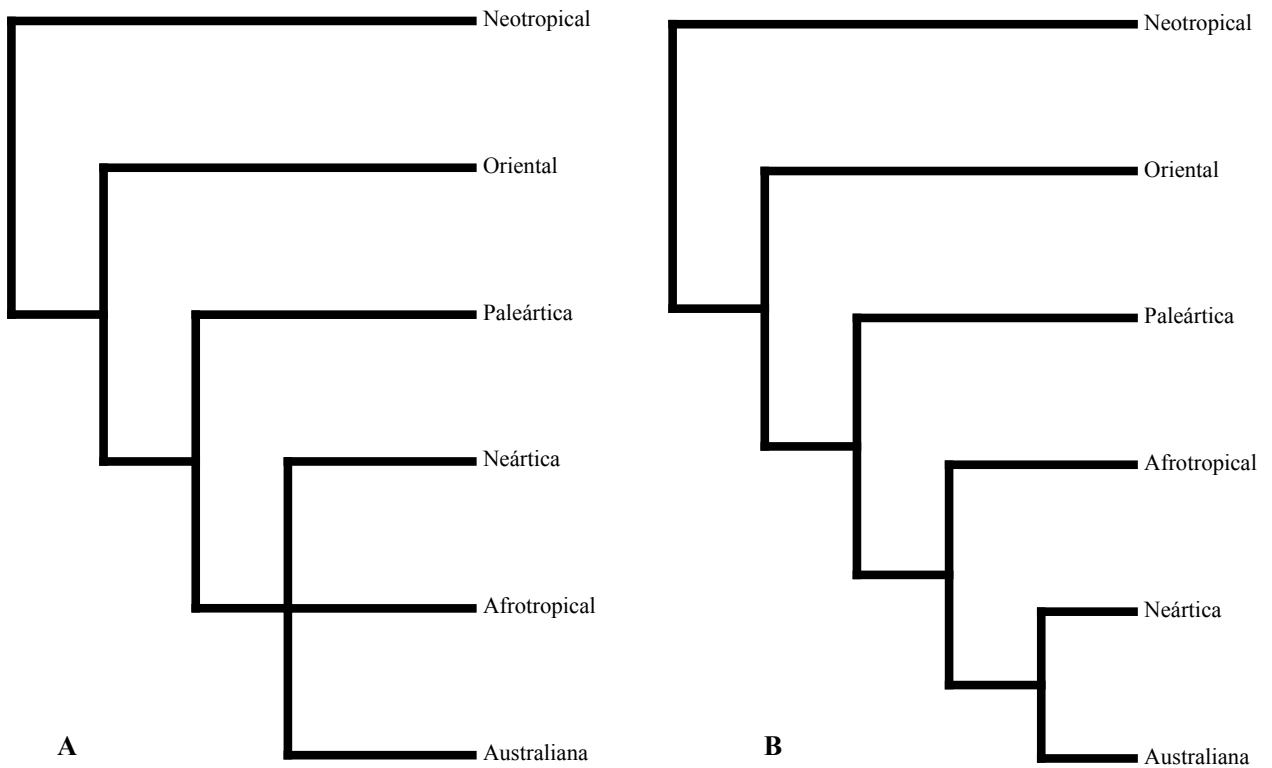 Neotropical
Oriental
Paleártica
Neártica
Afrotropical
Australiana
A
Neotropical
Oriental
Paleártica
Afrotropical
Neártica
Australiana
B